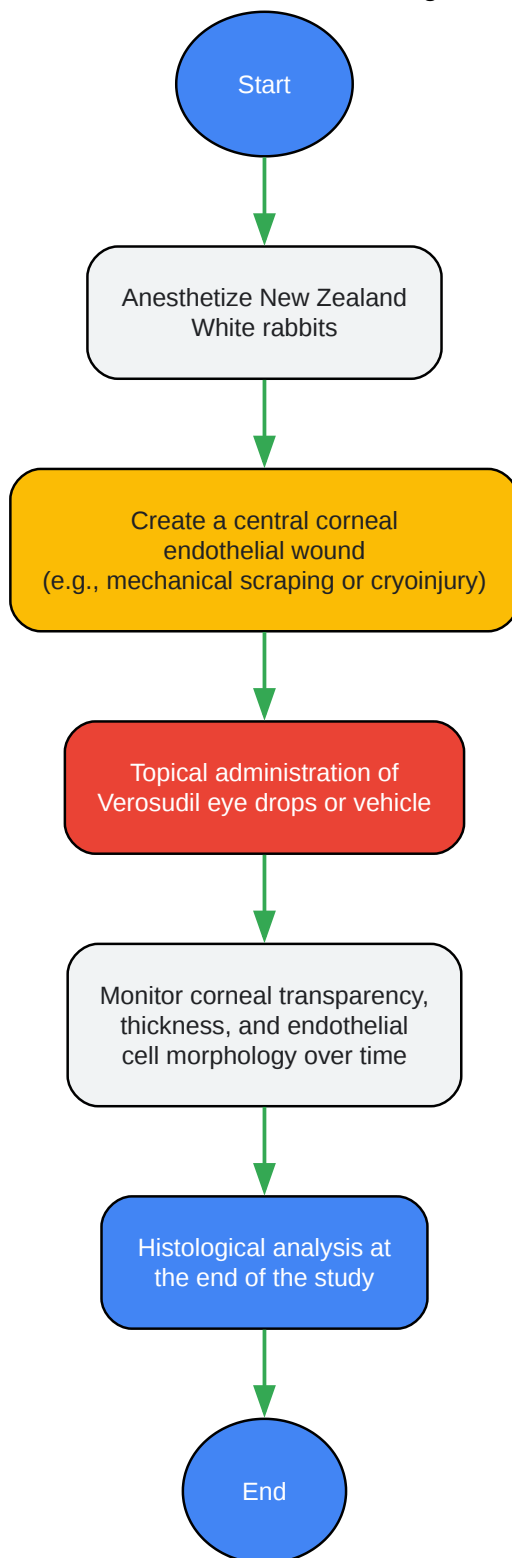 Start
Anesthetize New Zealand
White rabbits
Create a central corneal
endothelial wound
(e.g., mechanical scraping or cryoinjury)
Topical administration of
Verosudil eye drops or vehicle
Monitor corneal transparency,
thickness, and endothelial
cell morphology over time
Histological analysis at
the end of the study
End